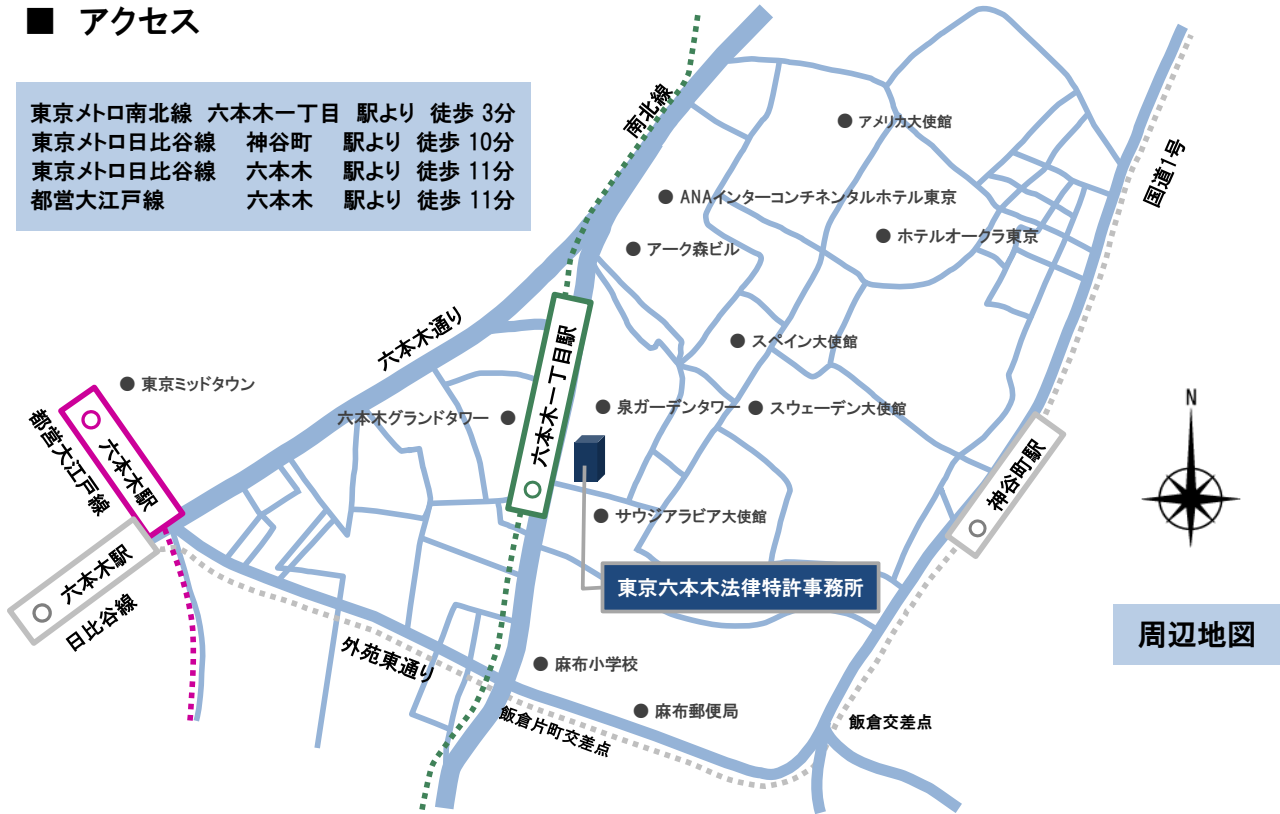 ■ アクセス
東京メトロ南北線 六本木一丁目 駅より 徒歩 3分
東京メトロ日比谷線 神谷町 駅より 徒歩 10分
東京メトロ日比谷線 六本木 駅より 徒歩 11分
都営大江戸線 六本木 駅より 徒歩 11分
南北線
アメリカ大使館
国道1号
ANAインターコンチネンタルホテル東京
ホテルオークラ東京
アーク森ビル
六本木通り
六本木一丁目駅
スペイン大使館
東京ミッドタウン
六本木グランドタワー
泉ガーデンタワー
スウェーデン大使館
都営大江戸線
六本木駅
神谷町駅
N
サウジアラビア大使館
六本木駅
日比谷線
東京六本木法律特許事務所
周辺地図
外苑東通り
麻布小学校
麻布郵便局
飯倉片町交差点
飯倉交差点